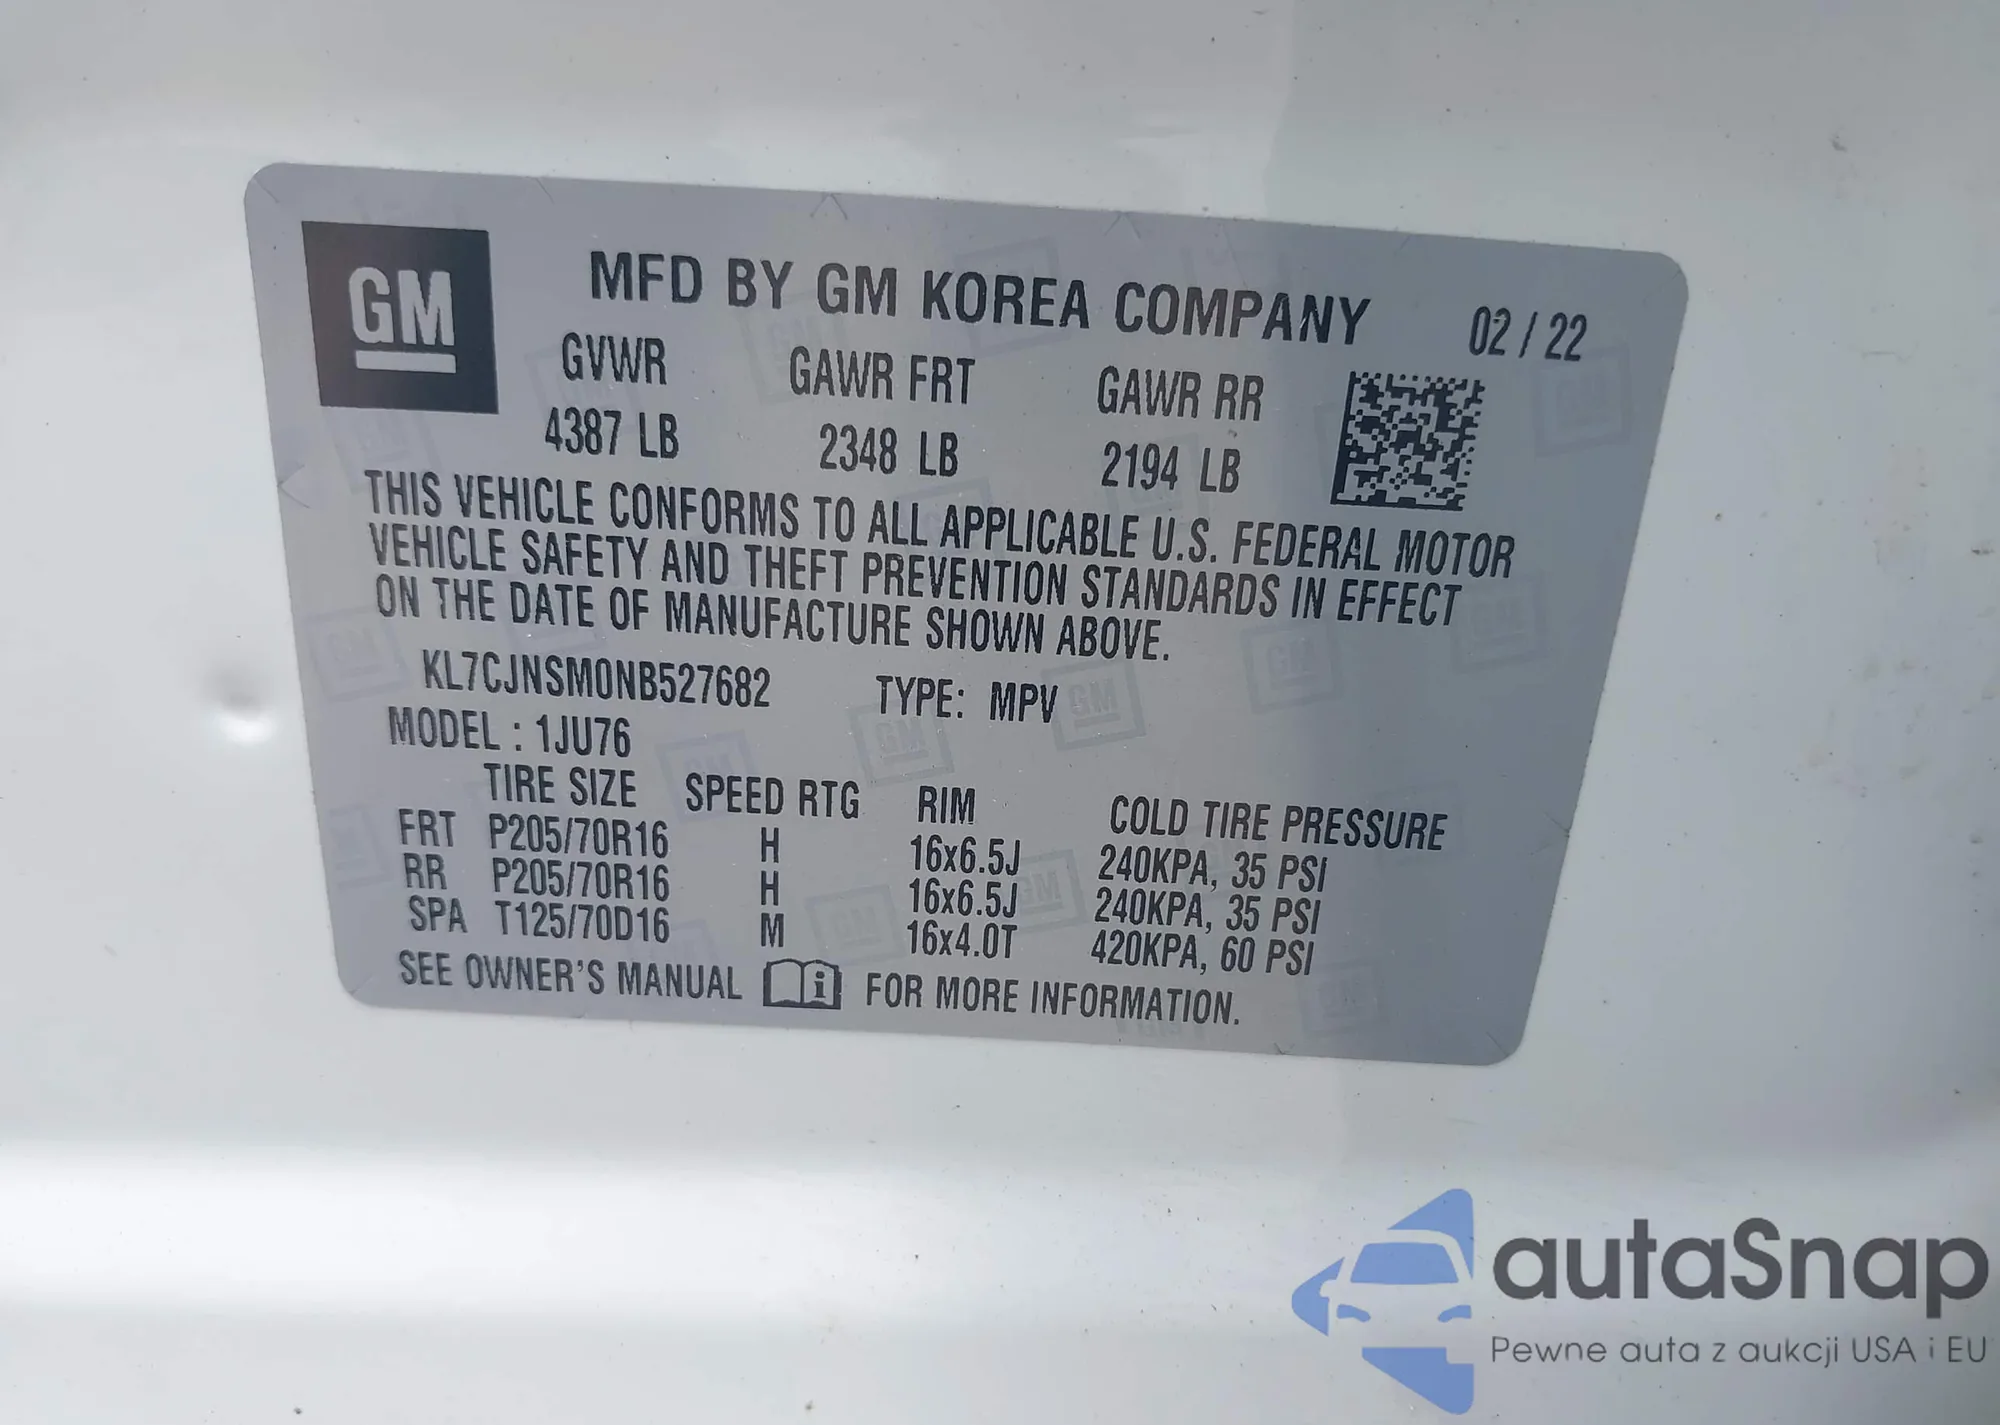 GM
MFD BY GM KOREA COMPANY 02 / 22
GVWR GAWR FRT GAWR RR
4387 LB 2348 LB 2194 LB
THIS VEHICLE CONFORMS TO ALL APPLICABLE U.S. FEDERAL MOTOR
VEHICLE SAFETY AND THEFT PREVENTION STANDARDS IN EFFECT
ON THE DATE OF MANUFACTURE SHOWN ABOVE.
KL7CJNSM0NB527682 TYPE: MPV
MODEL : 1JU76
TIRE SIZE SPEED RTG RIM COLD TIRE PRESSURE
FRT P205/70R16 H 16x6.5J 240KPA, 35 PSI
RR P205/70R16 H 16x6.5J 240KPA, 35 PSI
SPA T125/70D16 M 16x4.0T 420KPA, 60 PSI
SEE OWNER'S MANUAL i FOR MORE INFORMATION.
autaSnap
Pewne auta z aukcji USA i EU